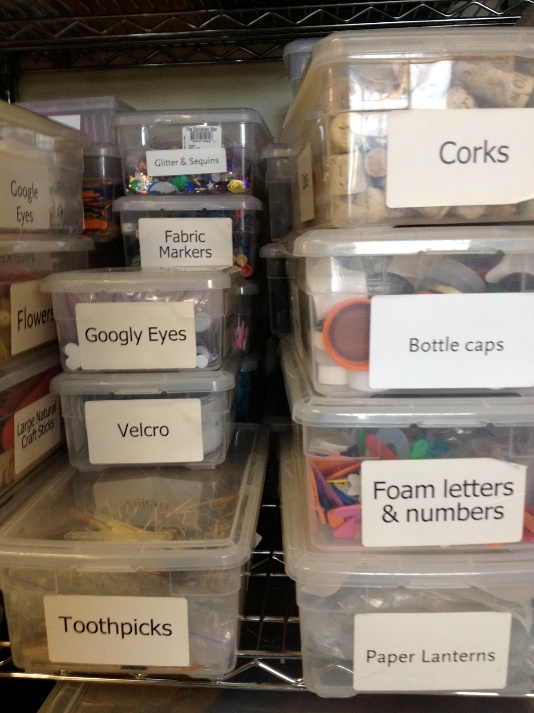 Google
Eyes
Flowers
Large Natural
Craft Sticks
Glitter & Sequins
Fabric
Markers
Googly Eyes
Velcro
Toothpicks
Corks
Bottle caps
Foam letters
& numbers
Paper Lanterns